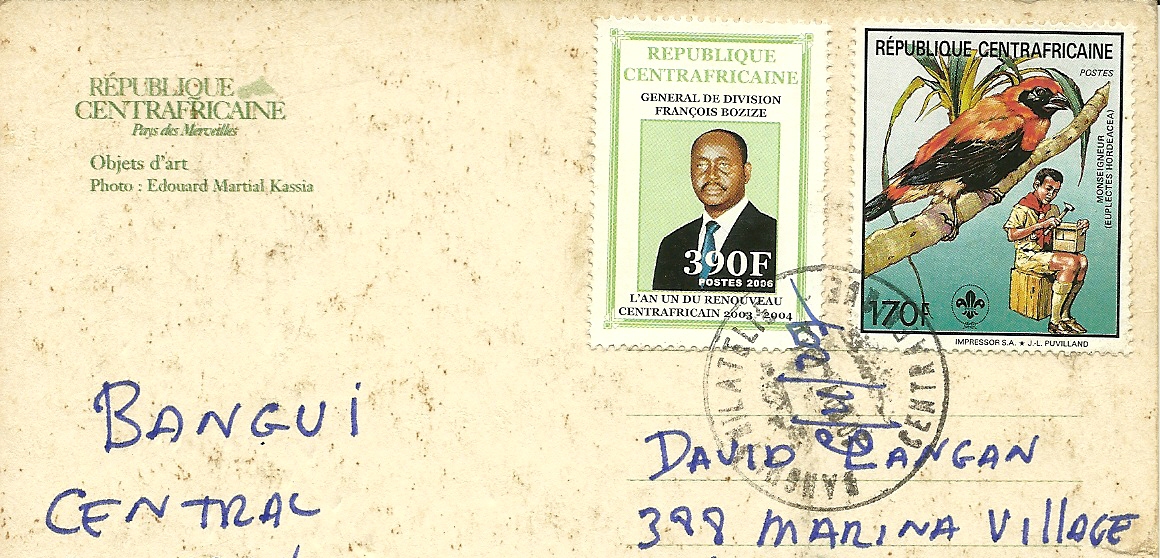 RÉPUBLIQUE
CENTRAFRICAINE
Pays des Merveilles
Objets d'art
Photo : Edouard Martial Kassia
REPUBLIQUE
CENTRAFRICAINE
GENERAL DE DIVISION
FRANÇOIS BOZIZE
390F
POSTES 2006
L'AN UN DU RENOUVEAU
CENTRAFRICAIN 2003 - 2004
RÉPUBLIQUE CENTRAFRICAINE
POSTES
MONSEIGNEUR
(EUPLECTES HORDEACEA)
170F
IMPRESSOR S.A. ★ J.-L. PUVILLAND
BANGUI
CENTRAL
DAVID LANGAN
388 MARINA VILLAGE